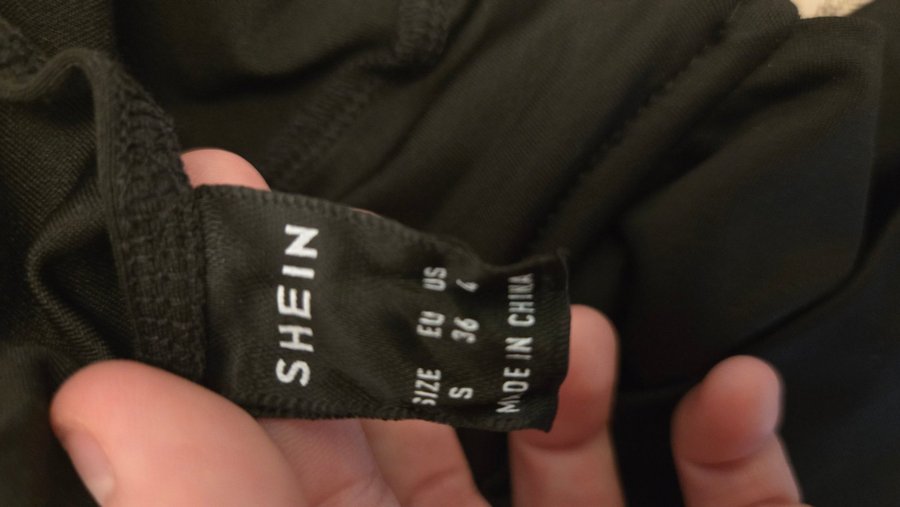 SHEIN
SIZE EU US
S 36 4
MADE IN CHINA